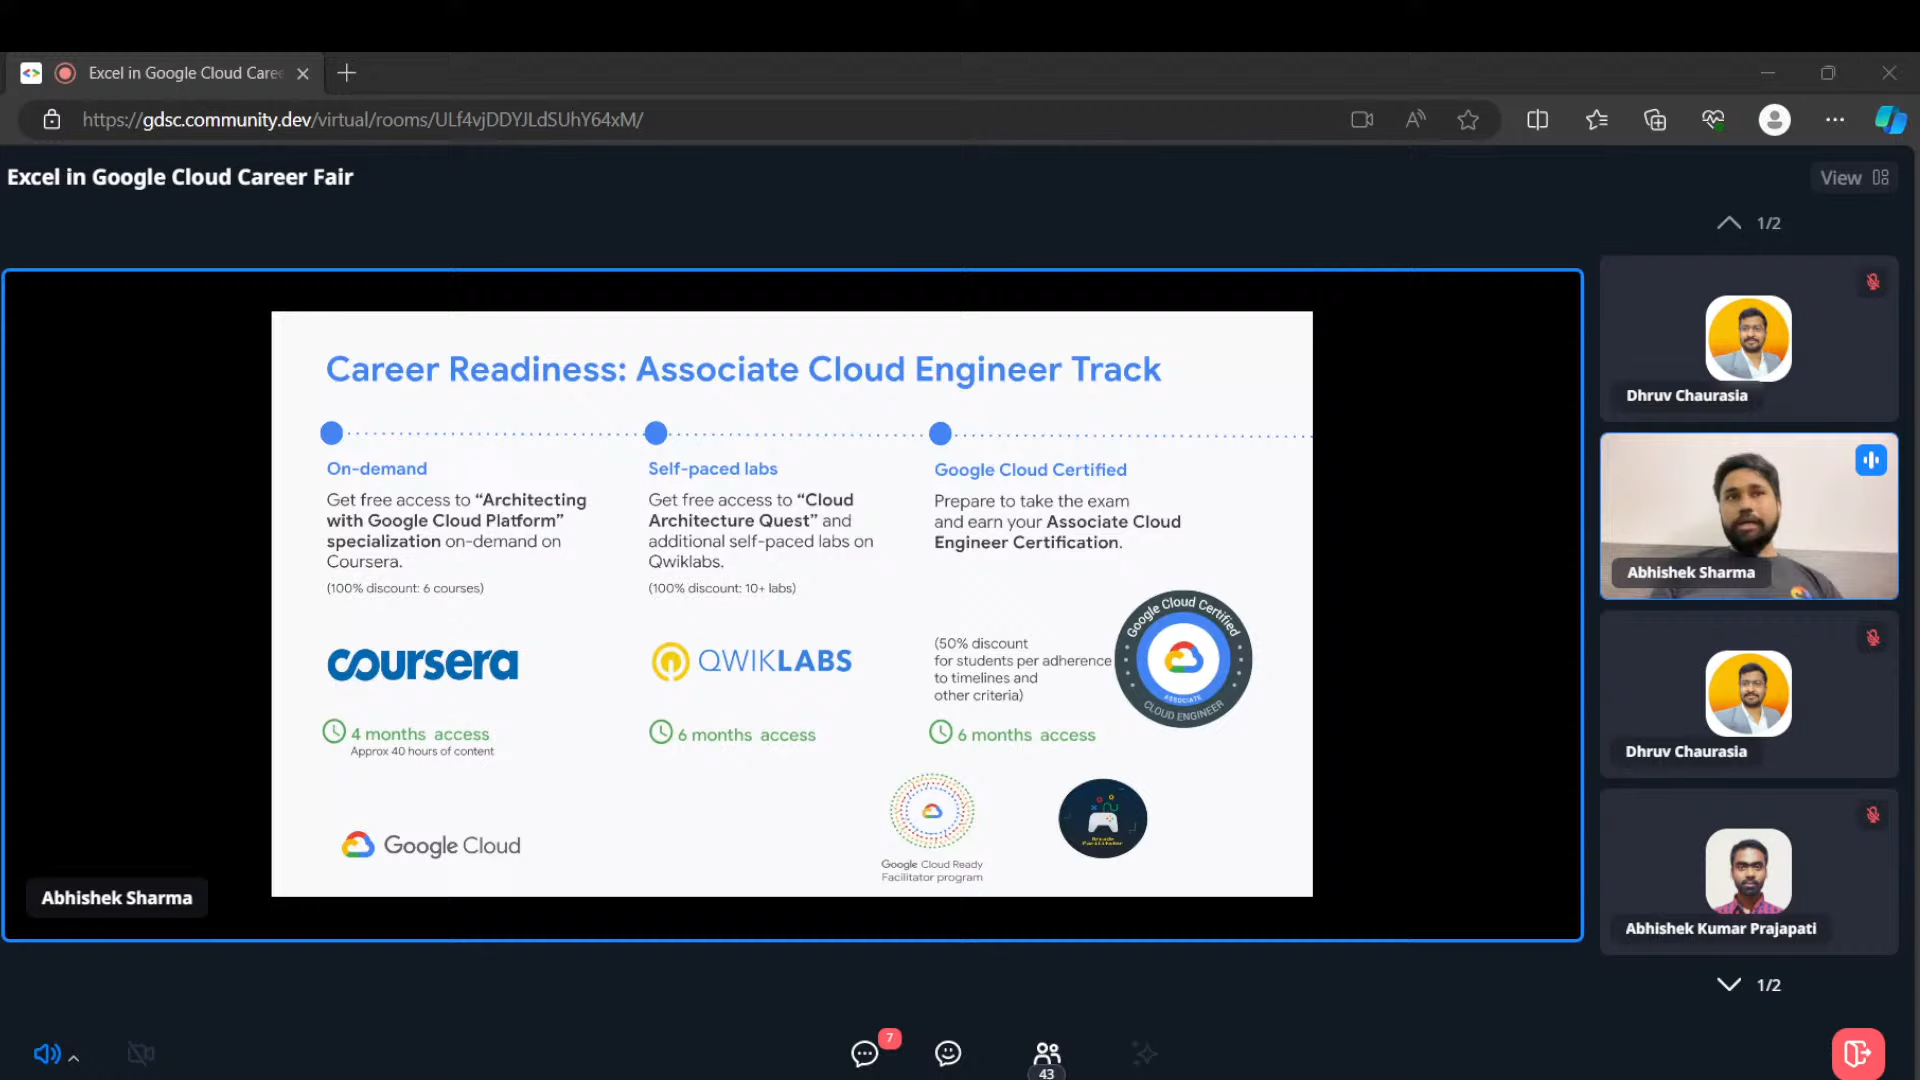 Excel in Google Cloud Caree
https://gdsc.community.dev/virtual/rooms/ULf4vjDDYJLdSUhY64xM/
Excel in Google Cloud Career Fair
View
1/2
Career Readiness: Associate Cloud Engineer Track
On-demand
Get free access to “Architecting
with Google Cloud Platform”
specialization on-demand on
Coursera.
(100% discount: 6 courses)
coursera
4 months access
Approx 40 hours of content
Self-paced labs
Get free access to “Cloud
Architecture Quest” and
additional self-paced labs on
Qwiklabs.
(100% discount: 10+ labs)
QWIKLABS
6 months access
Google Cloud Certified
Prepare to take the exam
and earn your Associate Cloud
Engineer Certification.
(50% discount
for students per adherence
to timelines and
other criteria)
Google Cloud Certified
ASSOCIATE
CLOUD ENGINEER
6 months access
Google Cloud
Google Cloud Ready
Facilitator program
Abhishek Sharma
Dhruv Chaurasia
Abhishek Sharma
Dhruv Chaurasia
Abhishek Kumar Prajapati
1/2
7
43